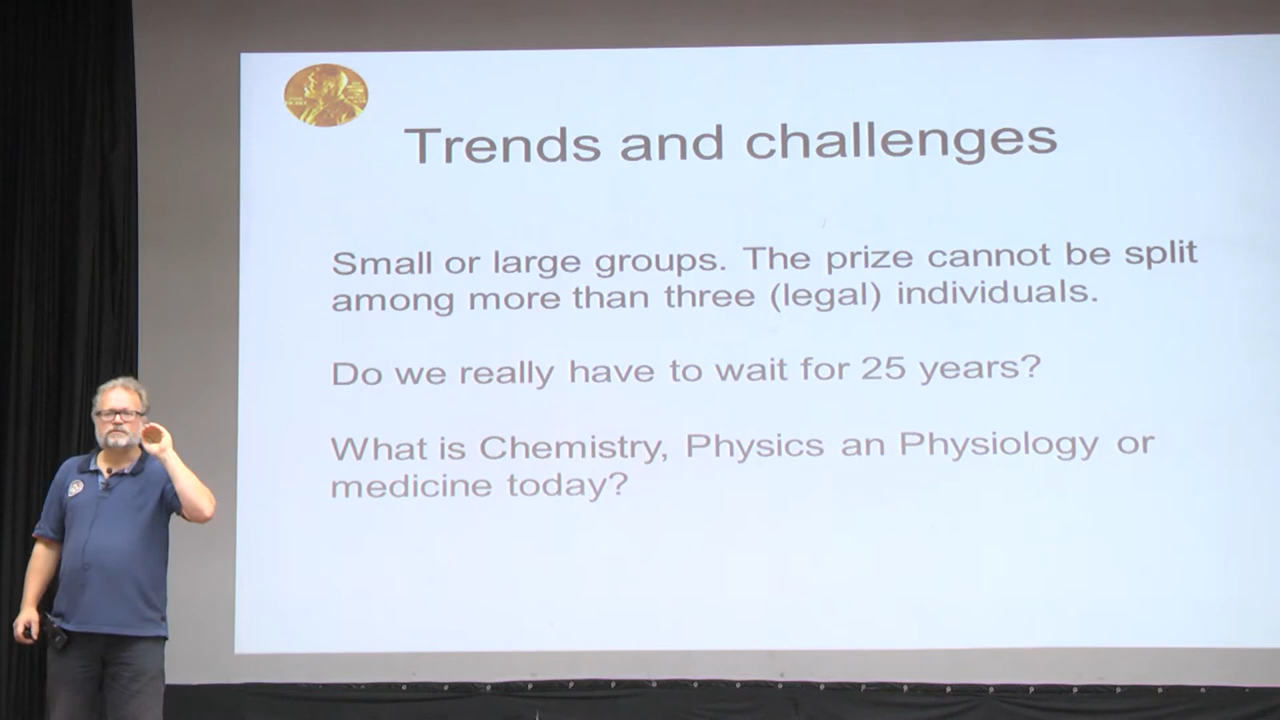 Trends and challenges
Small or large groups. The prize cannot be split
among more than three (legal) individuals.
Do we really have to wait for 25 years?
What is Chemistry, Physics an Physiology or
medicine today?